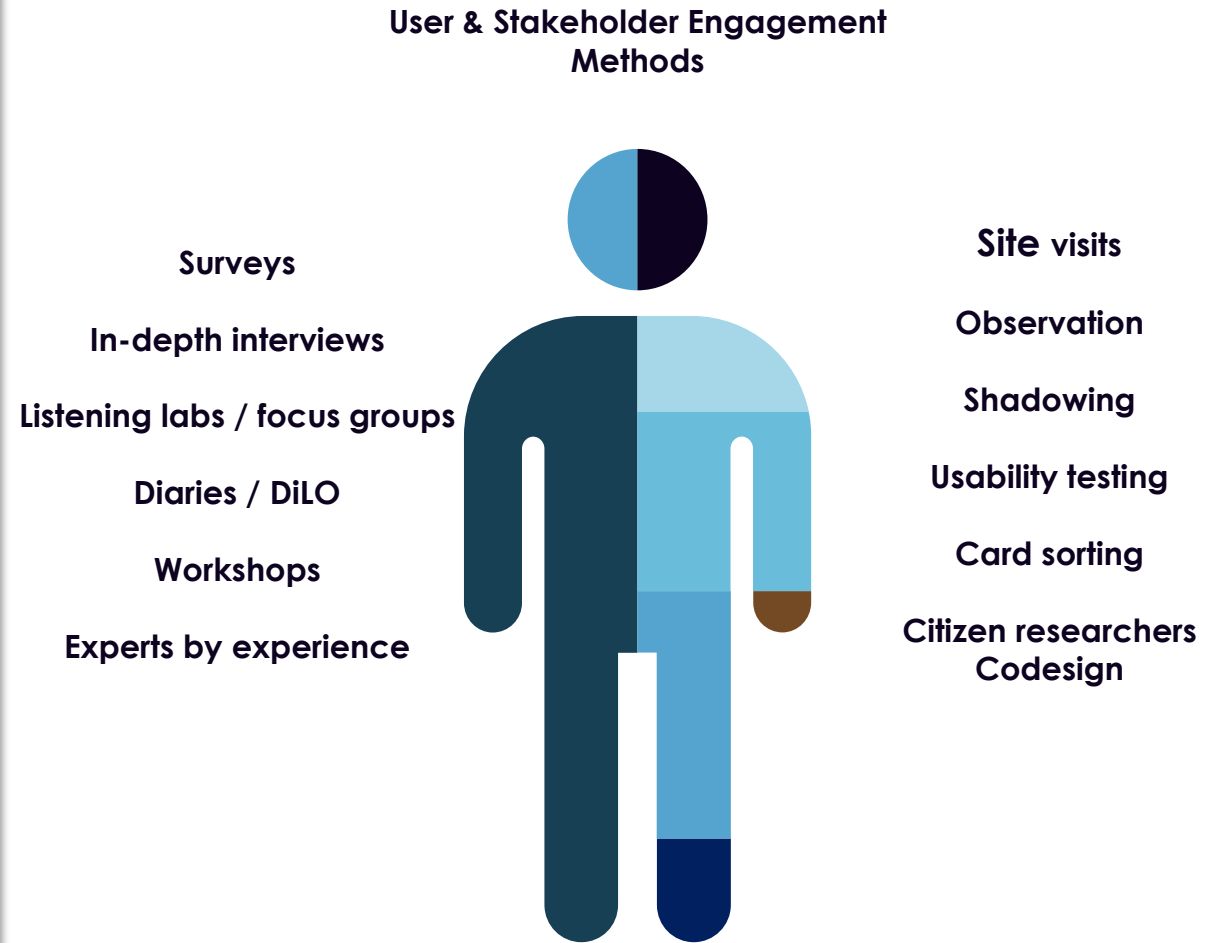 User & Stakeholder Engagement
Methods
Surveys
In-depth interviews
Listening labs / focus groups
Diaries / DiLO
Workshops
Experts by experience
Site visits
Observation
Shadowing
Usability testing
Card sorting
Citizen researchers
Codesign